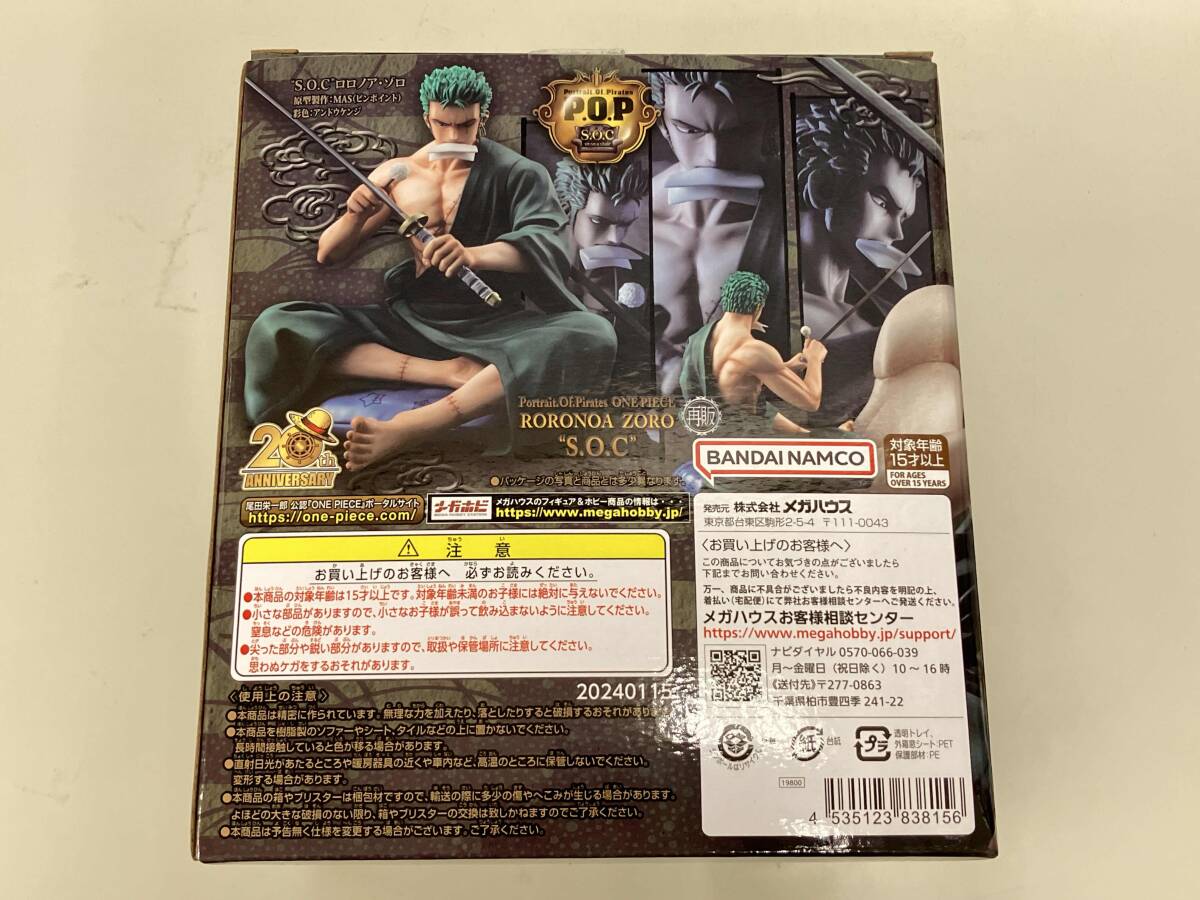 "S.O.C"ロロノア・ゾロ
原型製作：MAS(ピンポイント)
彩色：アンドウケンジ
Portrait.Of.Pirates
P.O.P
S.O.C
sit on a chair
Portrait.Of.Pirates ONE PIECE
RORONOA ZORO
"S.O.C"
再販
20th
ANNIVERSARY
BANDAI NAMCO
対象年齢
15才以上
FOR AGES
OVER 15 YEARS
●パッケージの写真と商品とは多少異なります。
尾田栄一郎 公認「ONE PIECE」ポータルサイト
https://one-piece.com/
メガホビ
メガハウスのフィギュア＆ホビー商品の情報は・・
https://www.megahobby.jp/
注意
お買い上げのお客様へ 必ずお読みください。
●本商品の対象年齢は15才以上です。対象年齢未満のお子様には絶対に与えないでください。
●小さな部品がありますので、小さなお子様が誤って飲み込まないように注意してください。
窒息などの危険があります。
●尖った部分や鋭い部分がありますので、取扱や保管場所に注意してください。
思わぬケガをするおそれがあります。
20240115
〈使用上の注意〉
●本商品は精密に作られています。無理な力を加えたり、落としたりすると破損するおそれがあります。
●本商品を樹脂製のソファーやシート、タイルなどの上に置かないでください。
長時間接触していると色が移る場合があります。
●直射日光があたるところや暖房器具の近くや車内など、高温のところに保管しないでください。
変形する場合があります。
●本商品の箱やブリスターは梱包材ですので、輸送の際に多少の傷やへこみが生じる場合があります。
よほどの大きな破損のない限り、箱やブリスターの交換は致しかねますのでご了承ください。
●本商品は予告無く仕様を変更する場合がございます。ご了承ください。
発売元 株式会社メガハウス
東京都台東区駒形2-5-4 〒111-0043
〈お買い上げのお客様へ〉
この商品についてお気づきの点がございましたら
下記までお問い合わせください。
万一、商品に不具合がございましたら不良内容を明記の上、
着払い(宅配便)にて弊社お客様相談センターへご発送ください。
メガハウスお客様相談センター
https://www.megahobby.jp/support/
ナビダイヤル 0570-066-039
月～金曜日（祝日除く）10～16時
《送付先》〒277-0863
千葉県柏市豊四季 241-22
紙
台紙
プラ
透明トレイ、
外箱窓シート:PET
保護部材:PE
19800
4 535123 838156